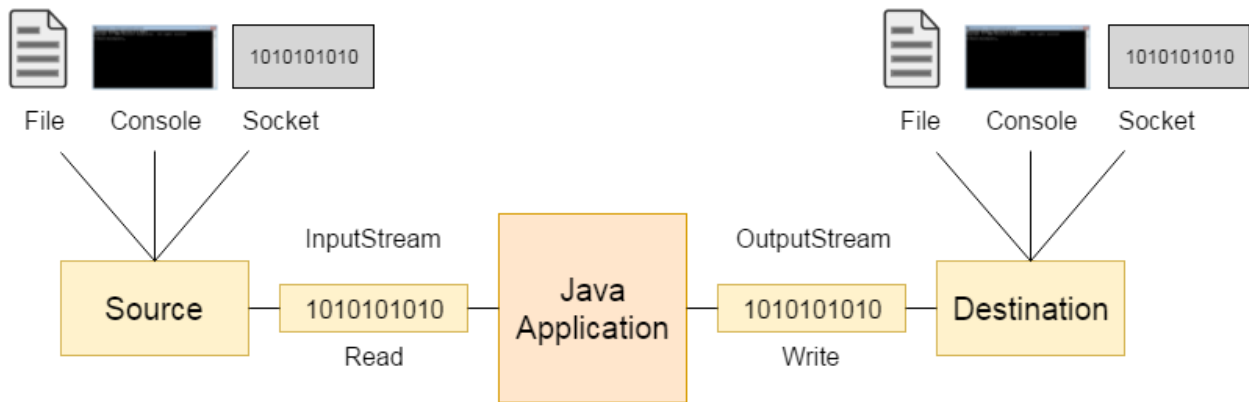 1010101010
1010101010
File
Console
Socket
File
Console
Socket
InputStream
OutputStream
Source
1010101010
Java
Application
1010101010
Destination
Read
Write